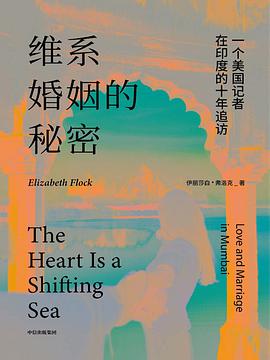 维系
婚姻的
秘密
一个美国记者
在印度的十年追访
Elizabeth Flock
伊丽莎白·弗洛克 _ 著
The
Heart Is a
Shifting
Sea
Love and Marriage
in Mumbai
中信出版集团